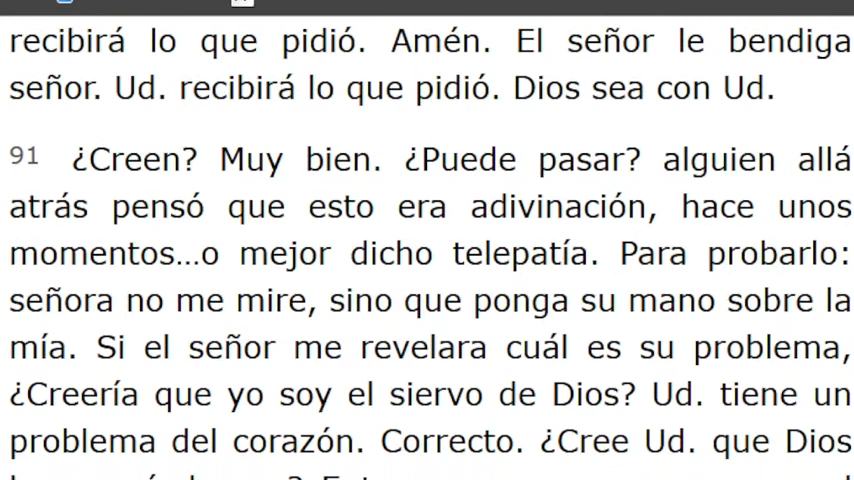 recibirá lo que pidió. Amén. El señor le bendiga
señor. Ud. recibirá lo que pidió. Dios sea con Ud.
91 ¿Creen? Muy bien. ¿Puede pasar? alguien allá
atrás pensó que esto era adivinación, hace unos
momentos...o mejor dicho telepatía. Para probarlo:
señora no me mire, sino que ponga su mano sobre la
mía. Si el señor me revelara cuál es su problema,
¿Creería que yo soy el siervo de Dios? Ud. tiene un
problema del corazón. Correcto. ¿Cree Ud. que Dios